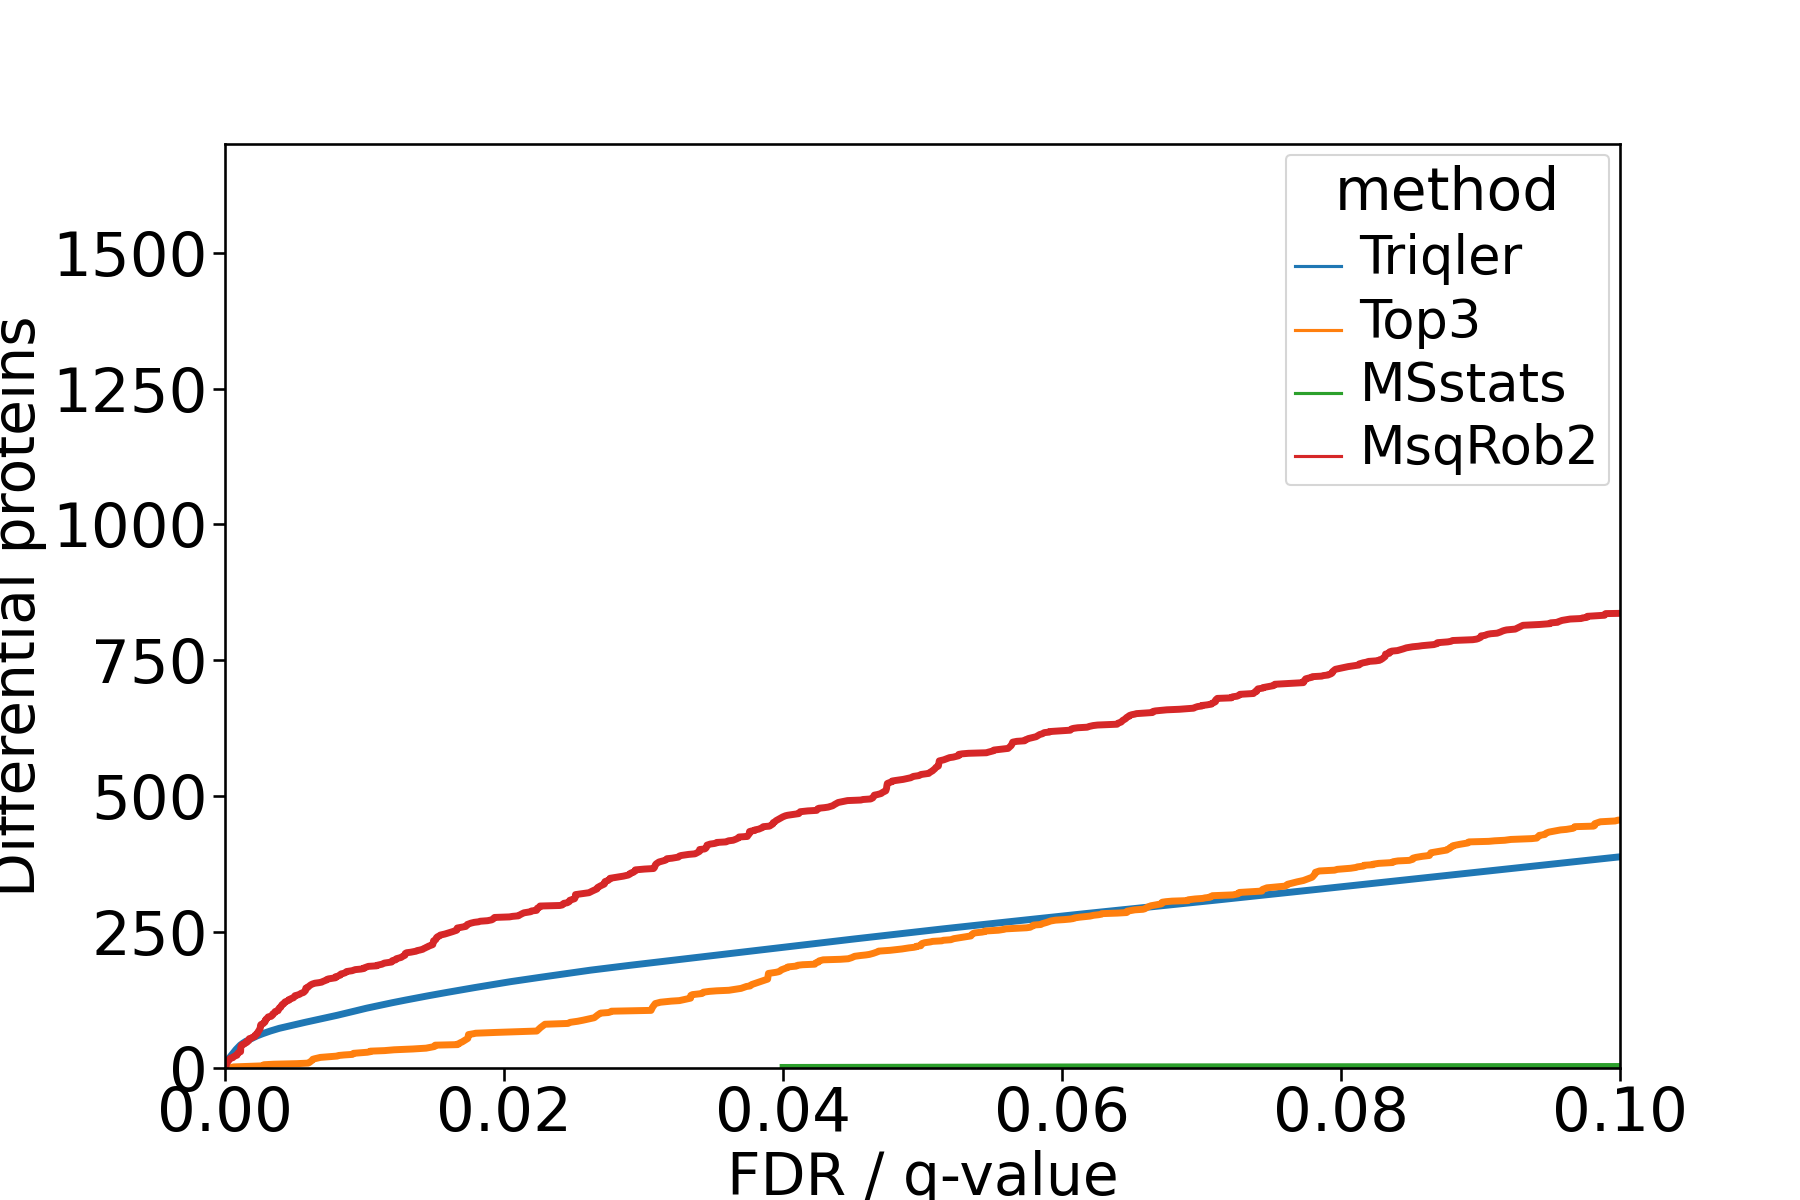 method
Triqler
Top3
MSstats
MsqRob2
1500
1250
1000
750
500
250
0
Differential proteins
0.00 0.02 0.04 0.06 0.08 0.10
FDR / q-value